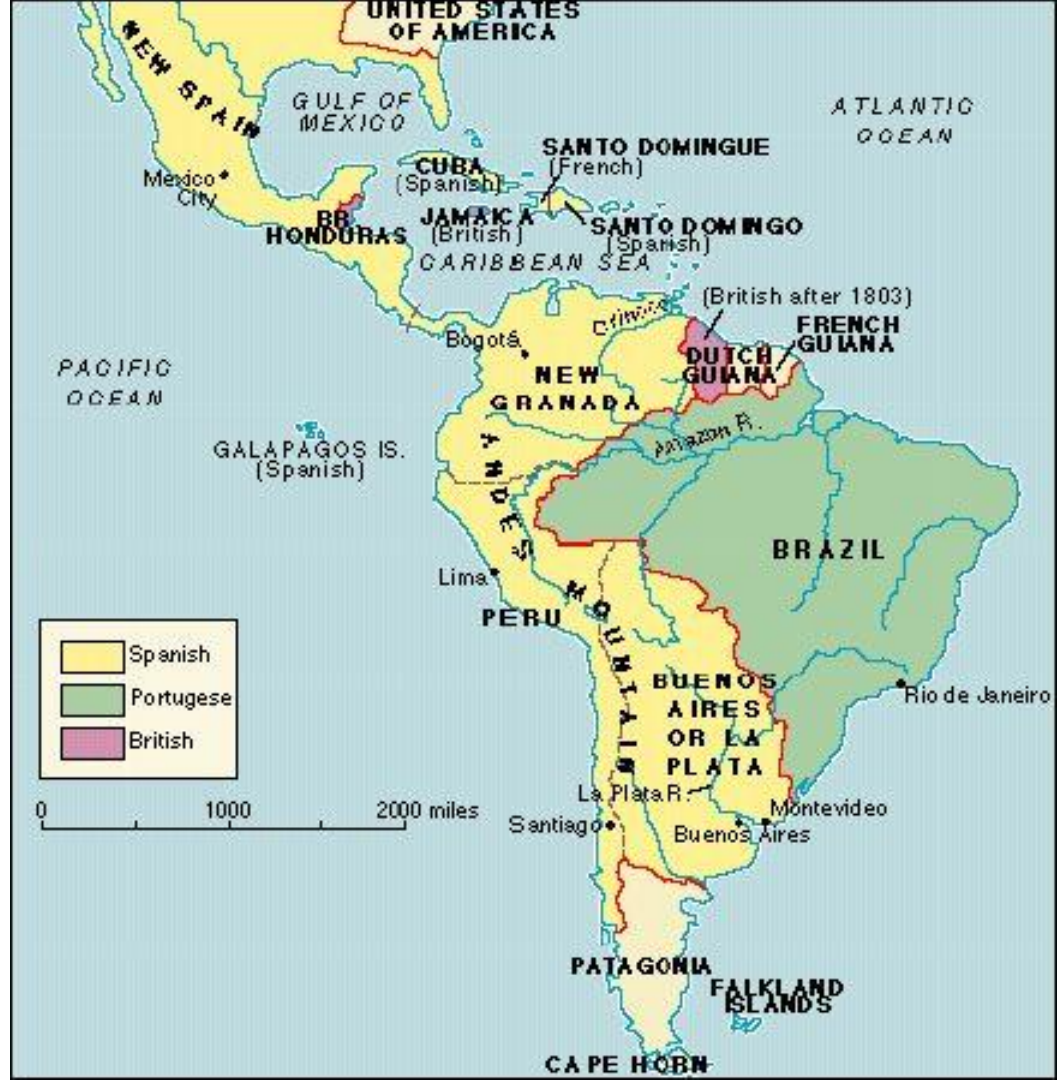 UNITED STATES
OF AMERICA
NEW SPAIN
GULF OF
MEXICO
ATLANTIC
OCEAN
Mexico
City
CUBA
(Spanish)
SANTO DOMINGUE
(French)
BR
HONDURAS
JAMAICA
(British)
SANTO DOMINGO
(Spanish)
CARIBBEAN SEA
(British after 1803)
Orinoco
FRENCH
GUIANA
DUTCH
GUIANA
Bogotá
NEW
GRANADA
PACIFIC
OCEAN
GALAPAGOS IS.
(Spanish)
Amazon R.
ANDES MOUNTAIN
BRAZIL
Lima
PERU
Spanish
Portugese
British
BUENOS
AIRES
OR LA
PLATA
Rio de Janeiro
La Plata R.
Montevideo
Santiago
Buenos Aires
0 1000 2000 miles
PATAGONIA
FALKLAND
ISLANDS
CAPE HORN